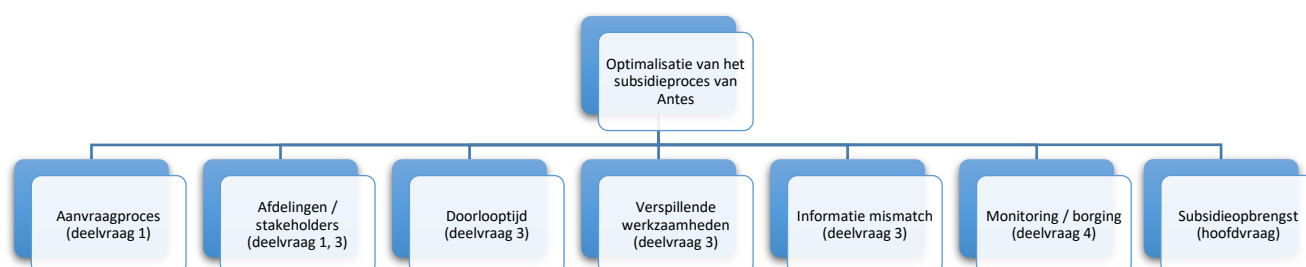 Optimalisatie van het
subsidieproces van
Antes
Aanvraagproces
(deelvraag 1)
Afdelingen /
stakeholders
(deelvraag 1, 3)
Doorlooptijd
(deelvraag 3)
Verspillende
werkzaamheden
(deelvraag 3)
Informatie mismatch
(deelvraag 3)
Monitoring / borging
(deelvraag 4)
Subsidieopbrengst
(hoofdvraag)